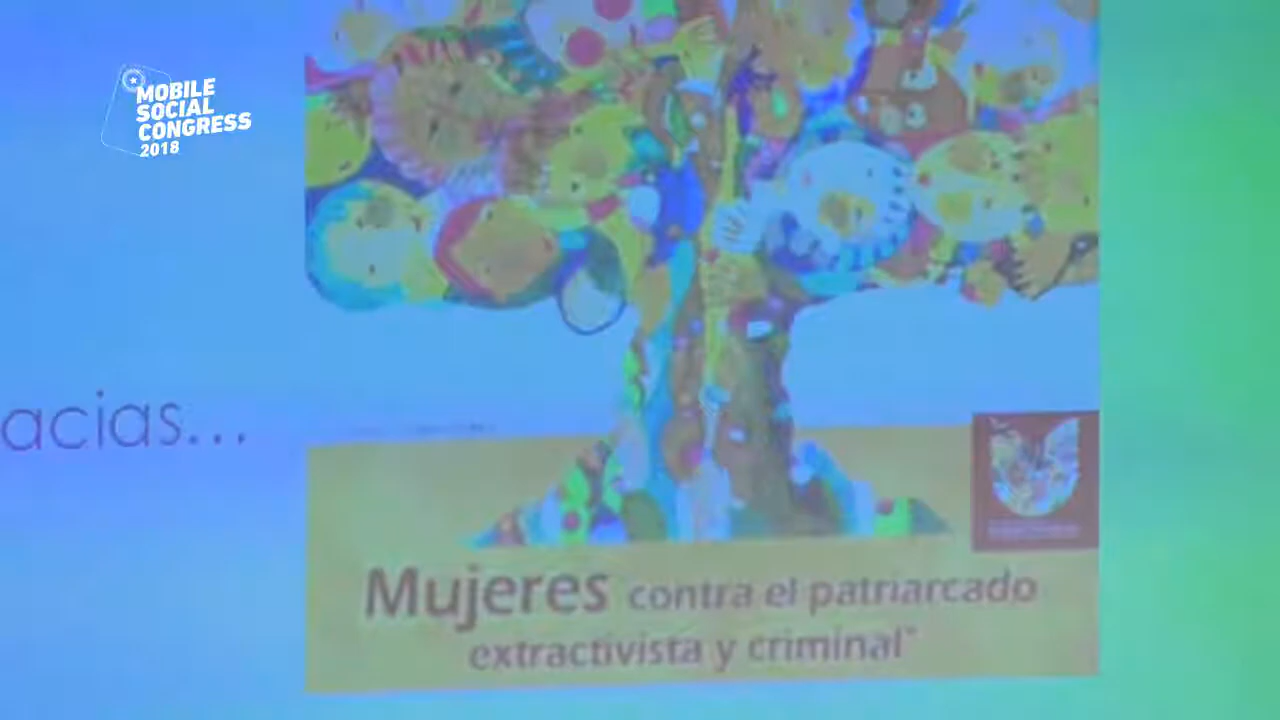 MOBILE
SOCIAL
CONGRESS
2018
acias...
Mujeres contra el patriarcado
extractivista y criminal"